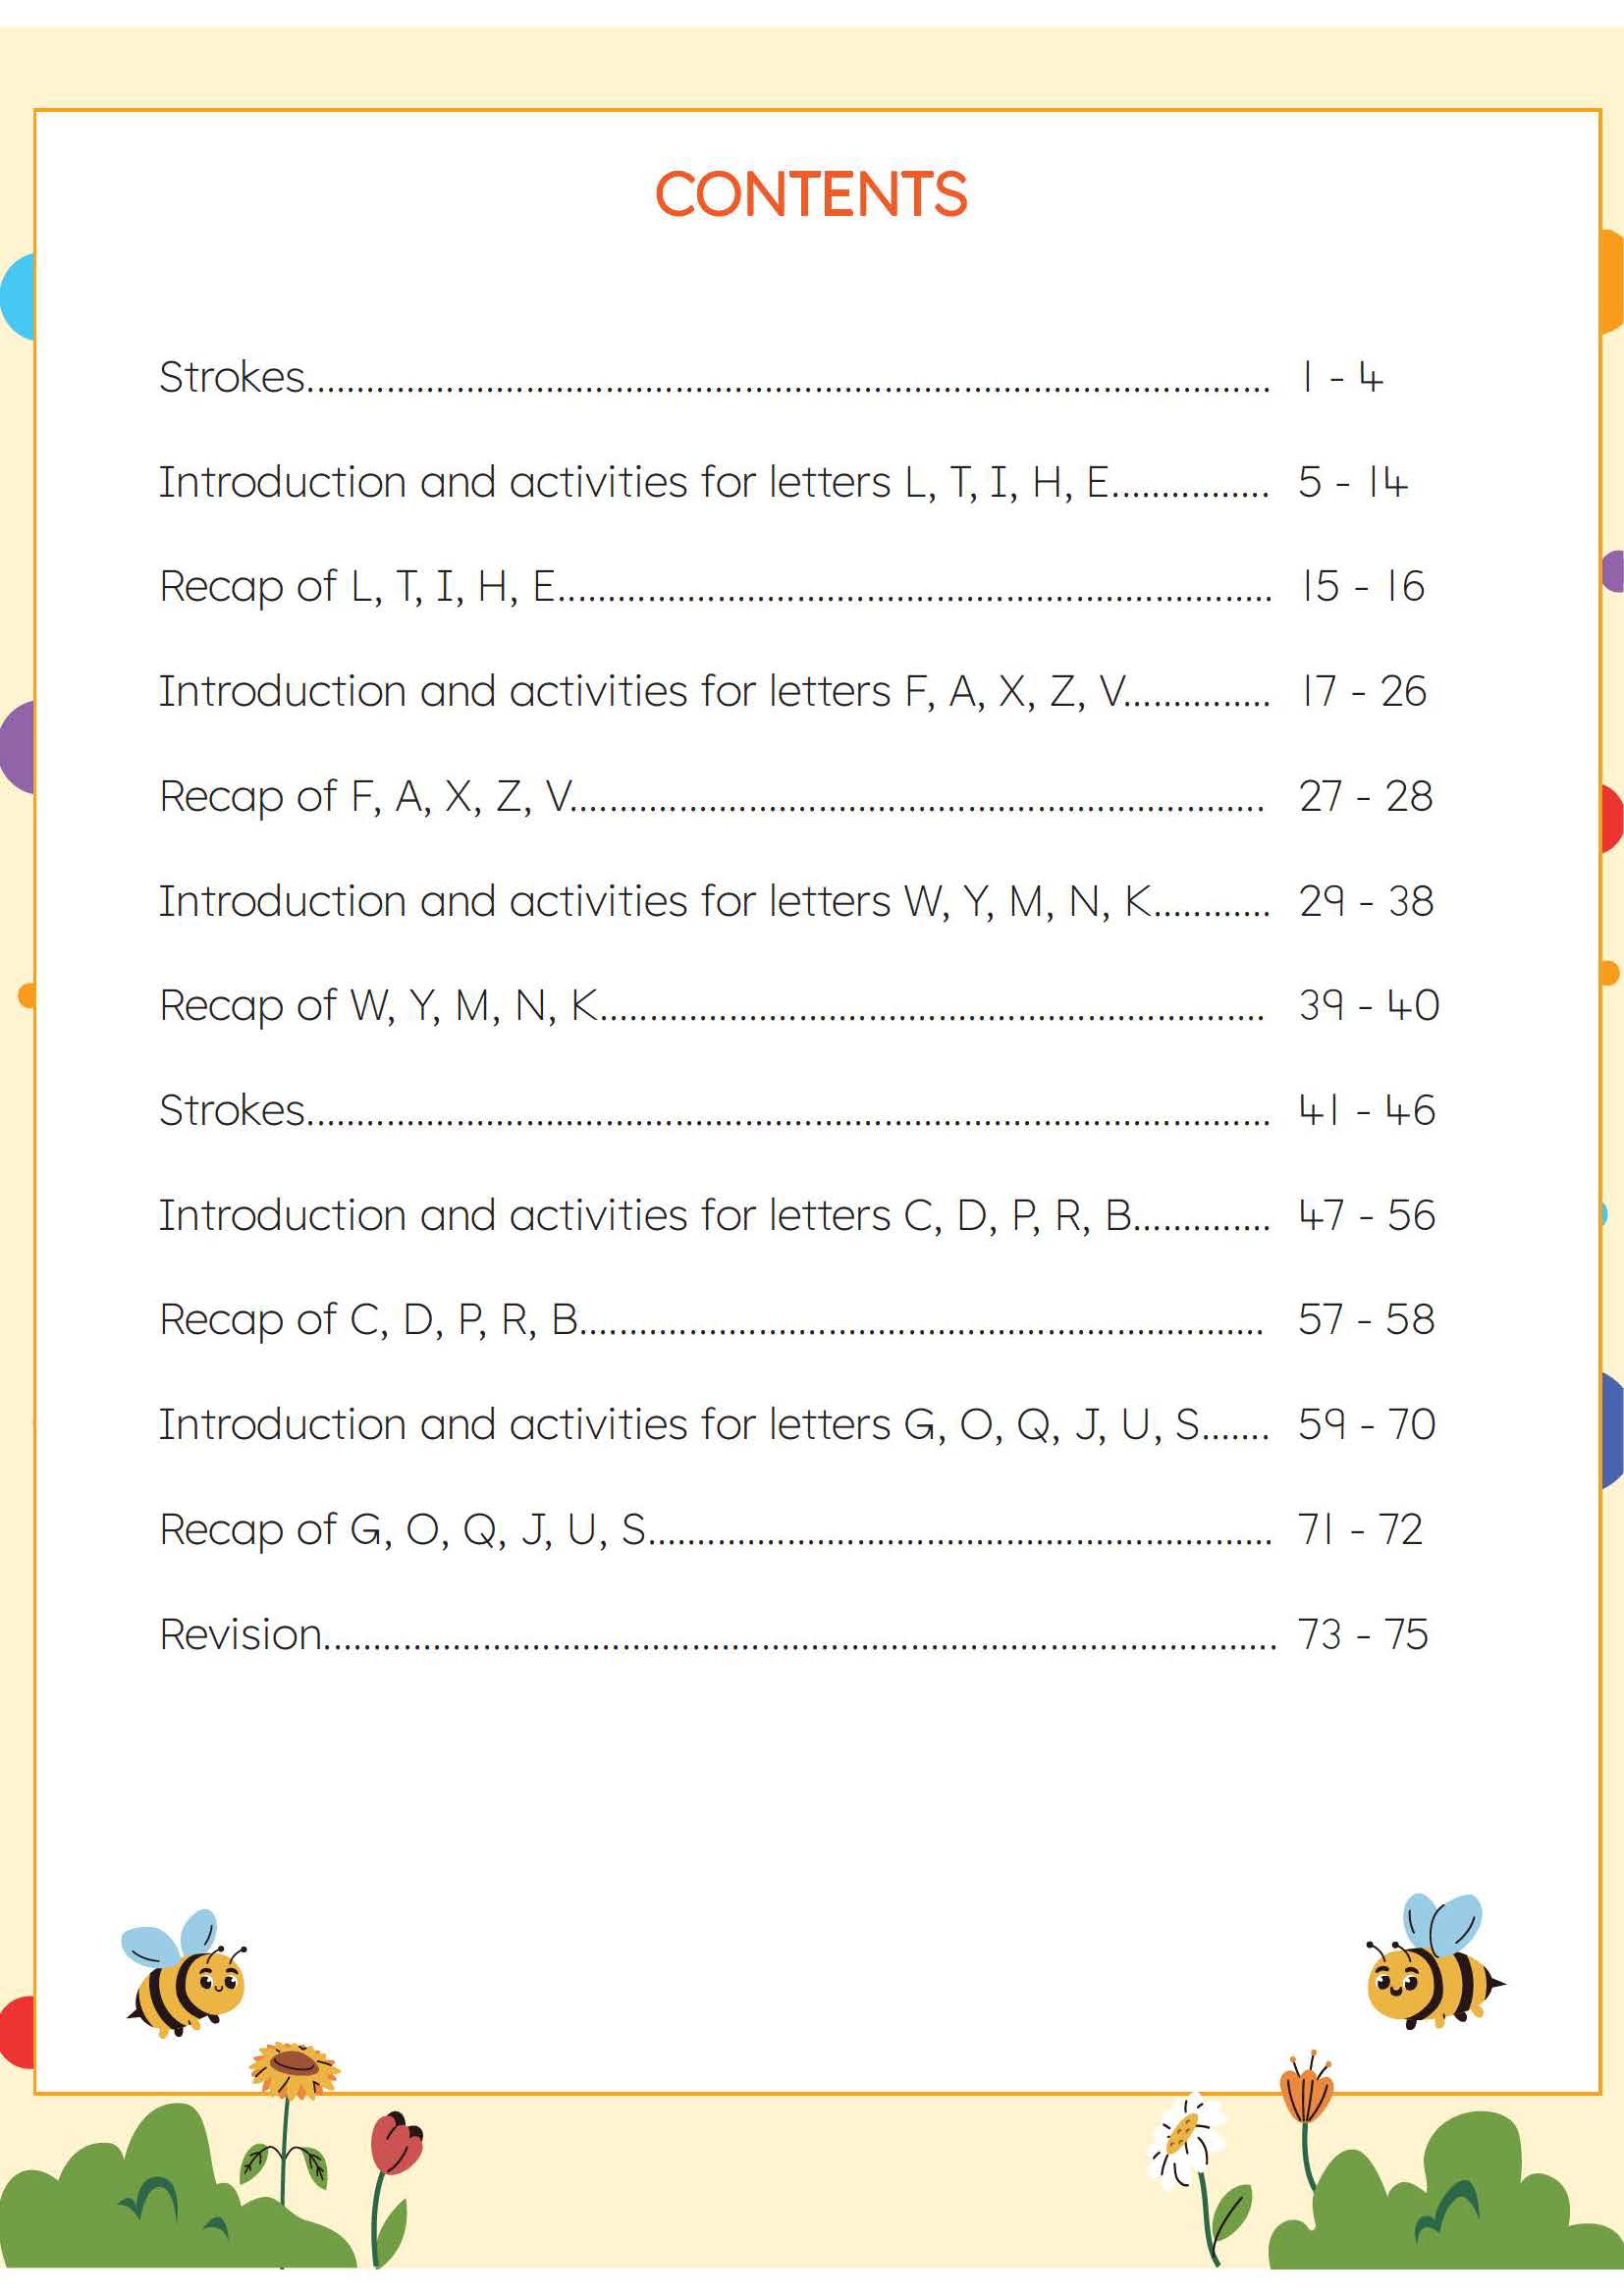 CONTENTS
Strokes................................................................................................ 1 - 4
Introduction and activities for letters L, T, I, H, E................ 5 - 14
Recap of L, T, I, H, E....................................................................... 15 - 16
Introduction and activities for letters F, A, X, Z, V............... 17 - 26
Recap of F, A, X, Z, V..................................................................... 27 - 28
Introduction and activities for letters W, Y, M, N, K............ 29 - 38
Recap of W, Y, M, N, K.................................................................. 39 - 40
Strokes................................................................................................ 41 - 46
Introduction and activities for letters C, D, P, R, B.............. 47 - 56
Recap of C, D, P, R, B.................................................................... 57 - 58
Introduction and activities for letters G, O, Q, J, U, S....... 59 - 70
Recap of G, O, Q, J, U, S.............................................................. 71 - 72
Revision............................................................................................... 73 - 75